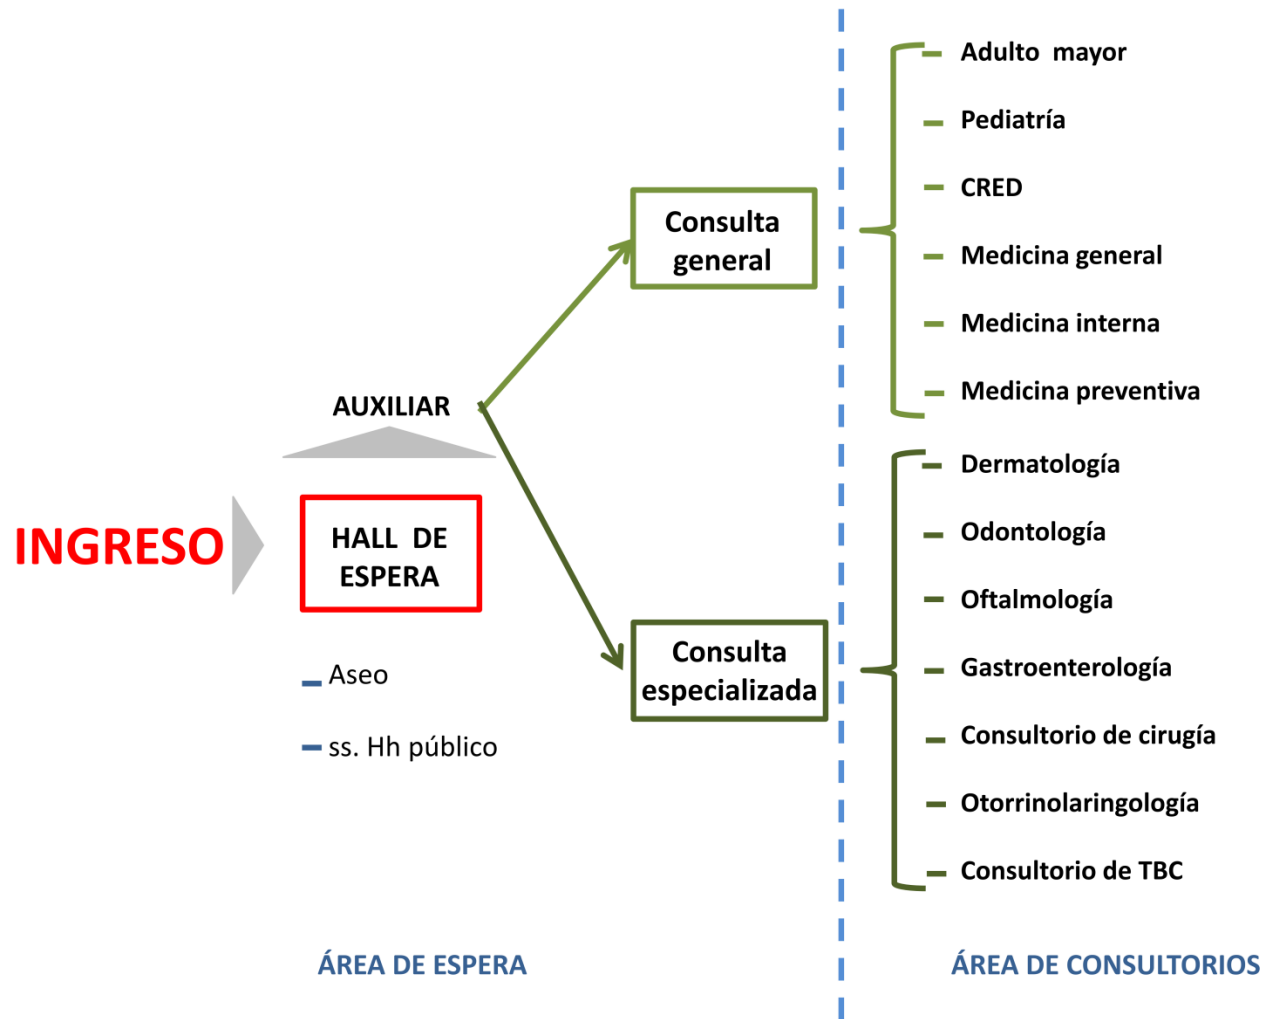 INGRESO
HALL DE
ESPERA
AUXILIAR
Aseo
ss. Hh público
Consulta
general
Consulta
especializada
Adulto mayor
Pediatría
CRED
Medicina general
Medicina interna
Medicina preventiva
Dermatología
Odontología
Oftalmología
Gastroenterología
Consultorio de cirugía
Otorrinolaringología
Consultorio de TBC
ÁREA DE ESPERA
ÁREA DE CONSULTORIOS